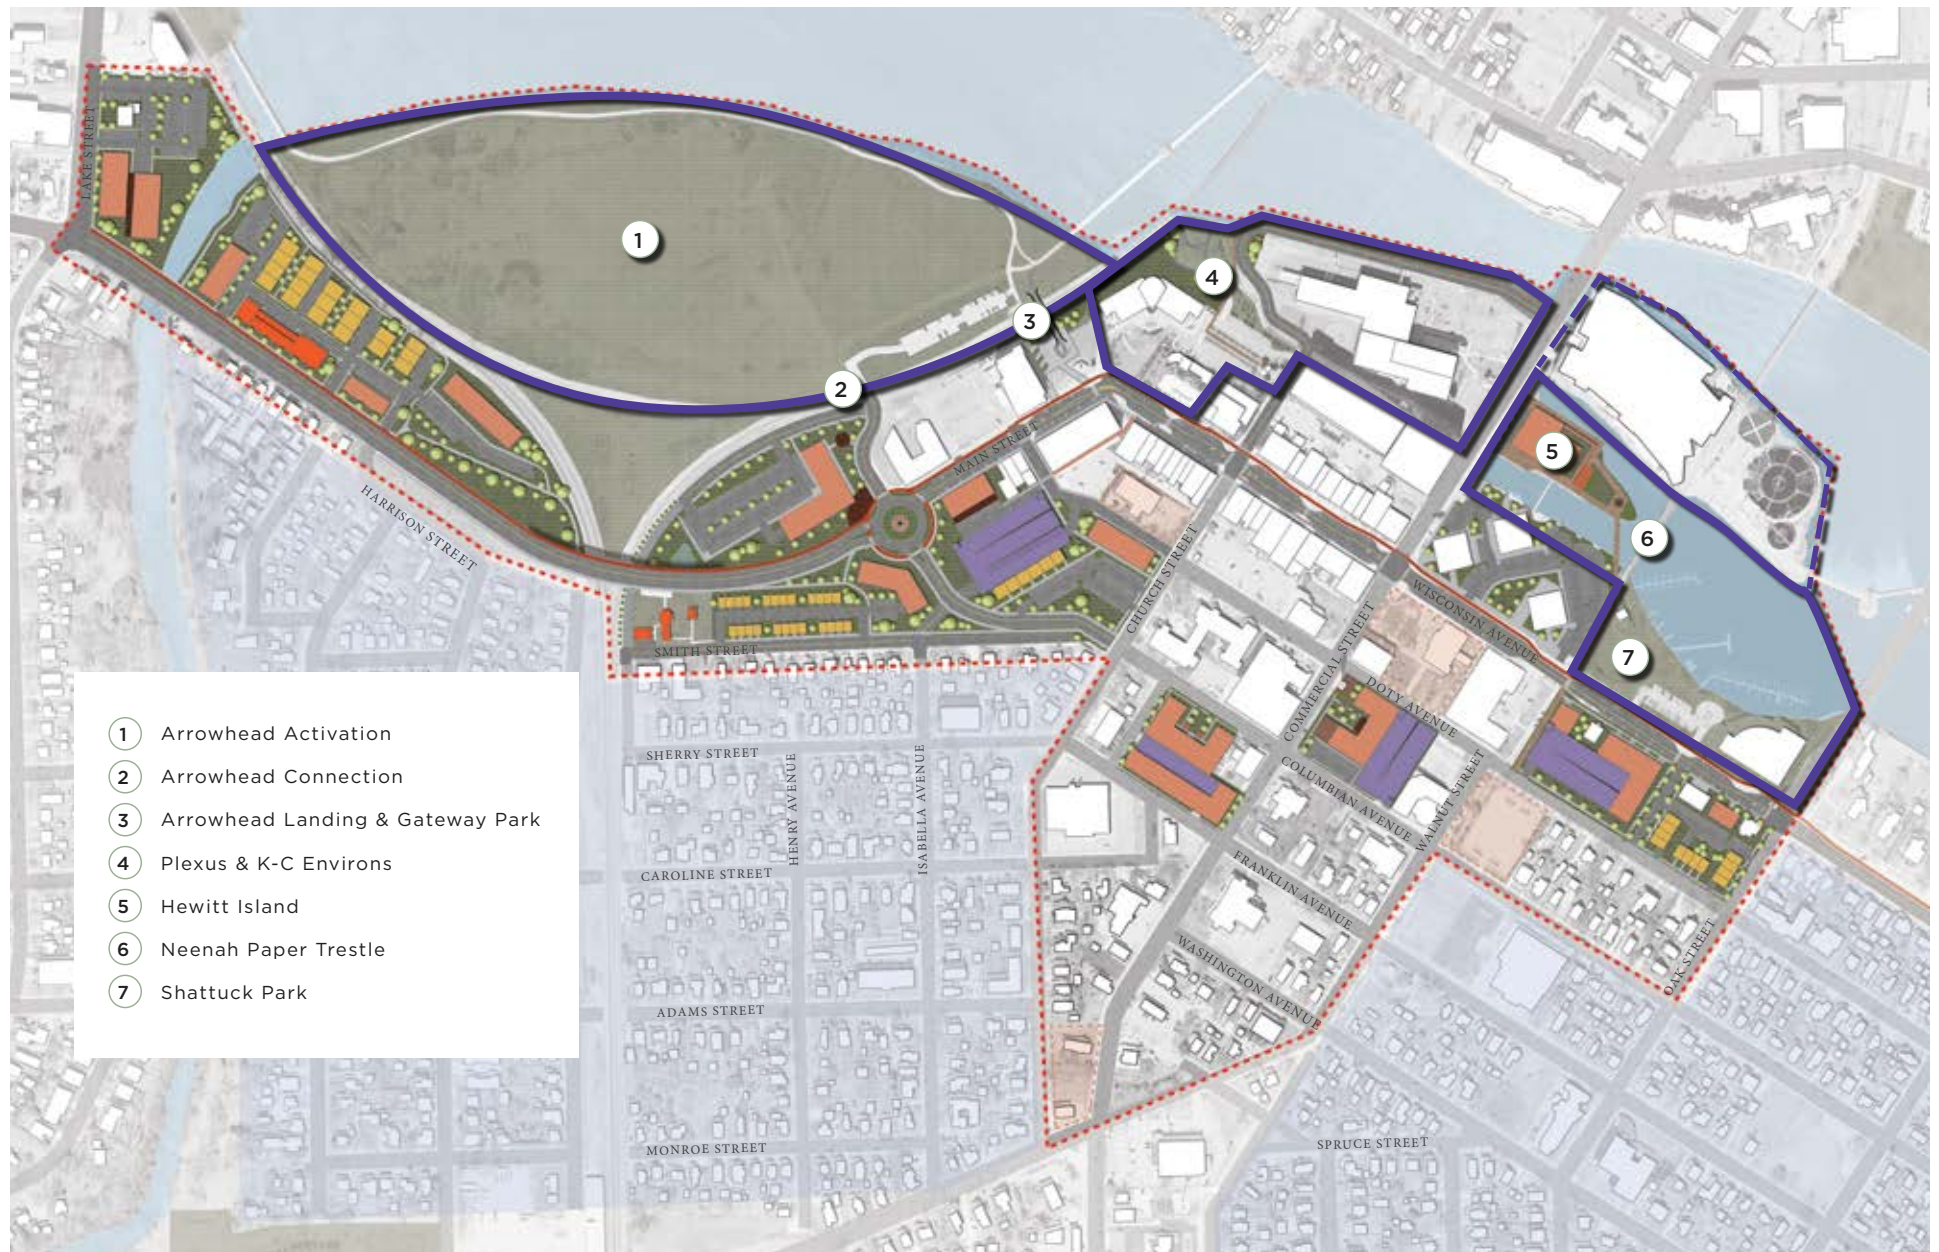 LAKE STREET
1
4
3
2
MAIN STREET
5
HARRISON STREET
6
CHURCH STREET
WISCONSIN AVENUE
SMITH STREET
COMMERCIAL STREET
7
DOTY AVENUE
SHERRY STREET
HENRY AVENUE
ISABELLA AVENUE
COLUMBIAN AVENUE
WALNUT STREET
CAROLINE STREET
FRANKLIN AVENUE
WASHINGTON AVENUE
OAK STREET
ADAMS STREET
MONROE STREET
SPRUCE STREET
1 Arrowhead Activation
2 Arrowhead Connection
3 Arrowhead Landing & Gateway Park
4 Plexus & K-C Environs
5 Hewitt Island
6 Neenah Paper Trestle
7 Shattuck Park